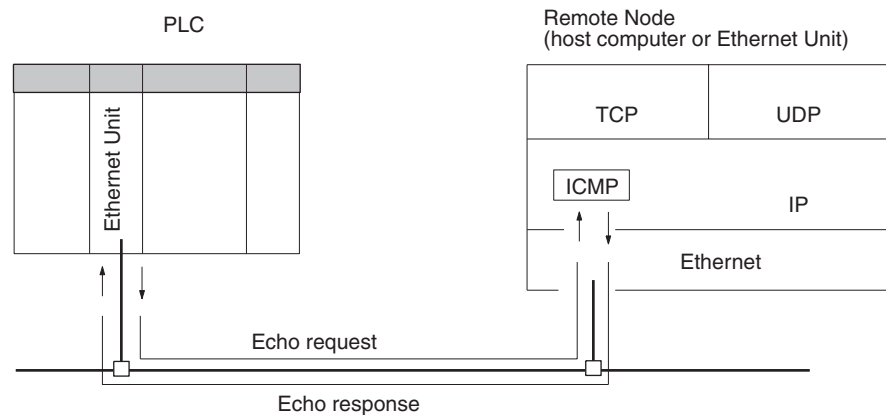 PLC
Remote Node
(host computer or Ethernet Unit)
Ethernet Unit
TCP
UDP
ICMP
IP
Ethernet
Echo request
Echo response